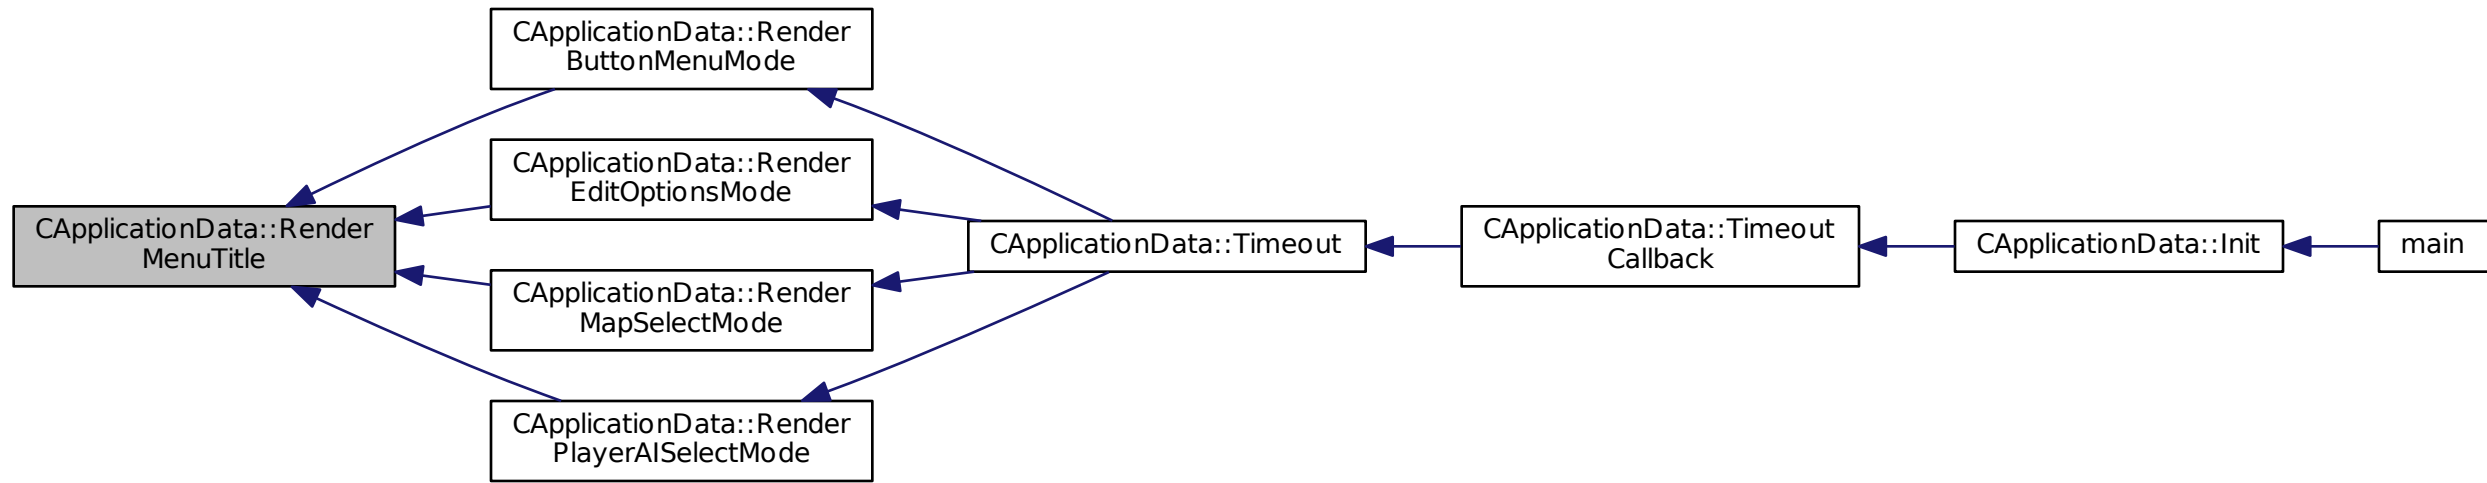 CApplicationData::Render
ButtonMenuMode
CApplicationData::Render
EditOptionsMode
CApplicationData::Render
MenuTitle
CApplicationData::Render
MapSelectMode
CApplicationData::Render
PlayerAISelectMode
CApplicationData::Timeout
CApplicationData::Timeout
Callback
CApplicationData::Init
main